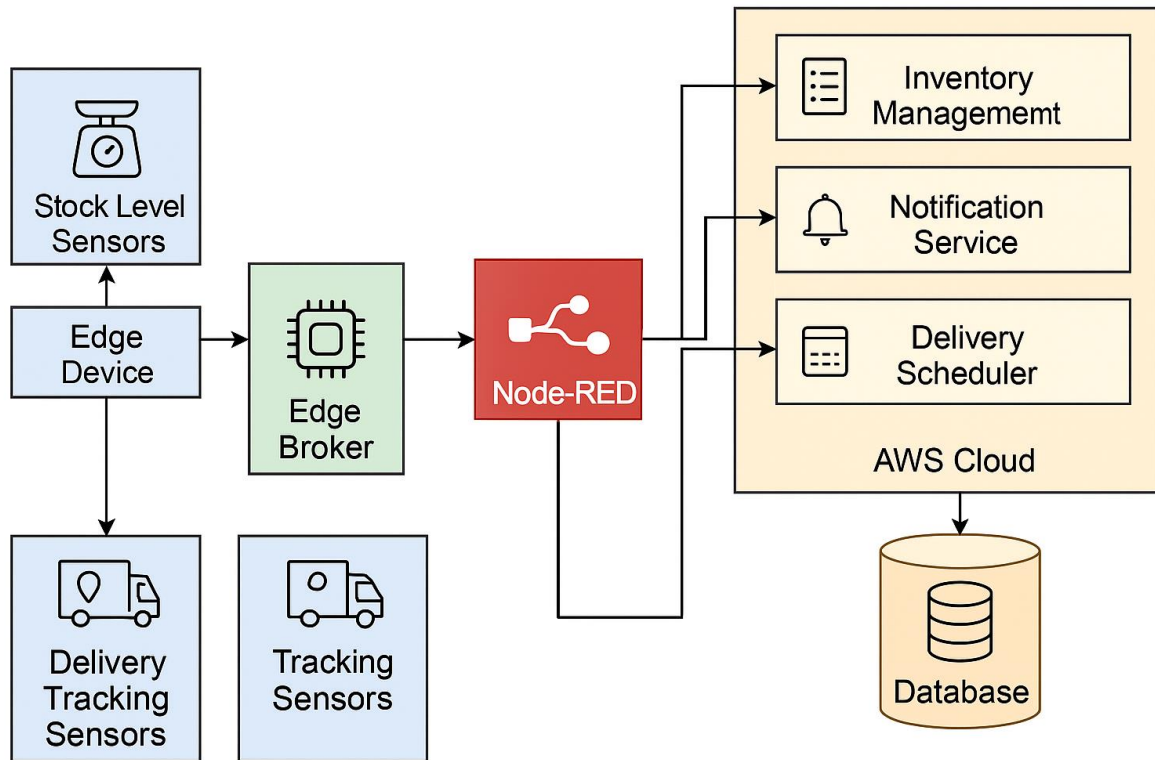 Stock Level
Sensors
Edge
Device
Delivery
Tracking
Sensors
Tracking
Sensors
Edge
Broker
Node-RED
Inventory
Managememt
Notification
Service
Delivery
Scheduler
AWS Cloud
Database